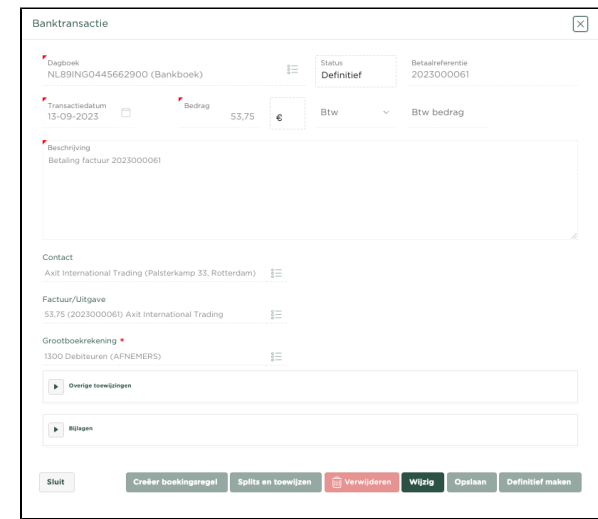 Banktransactie
Dagboek
NL89ING0445662900 (Bankboek)
Status
Definitief
Betaalreferentie
2023000061
Transactiedatum
13-09-2023
Bedrag
53,75
€
Btw
Btw bedrag
Beschrijving
Betaling factuur 2023000061
Contact
Axit International Trading (Palsterkamp 33, Rotterdam)
Factuur/Uitgave
53,75 (2023000061) Axit International Trading
Grootboekrekening *
1300 Debiteuren (AFNEMERS)
Overige toewijzingen
Bijlagen
Sluit
Creëer boekingsregel
Splits en toewijzen
Verwijderen
Wijzig
Opslaan
Definitief maken